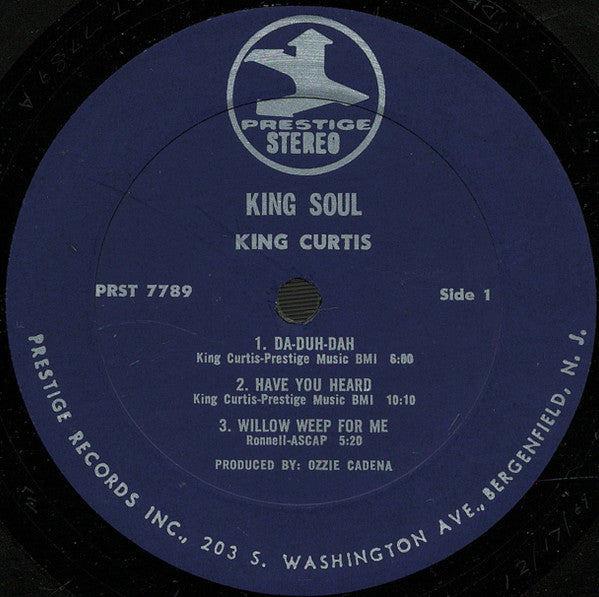 PRESTIGE
STEREO
KING SOUL
KING CURTIS
PRST 7789
Side 1
1. DA-DUH-DAH
King Curtis-Prestige Music BMI 6:00
2. HAVE YOU HEARD
King Curtis-Prestige Music BMI 10:10
3. WILLOW WEEP FOR ME
Ronnell-ASCAP 5:20
PRODUCED BY: OZZIE CADENA
PRESTIGE RECORDS INC., 203 S. WASHINGTON AVE., BERGENFIELD, N. J.